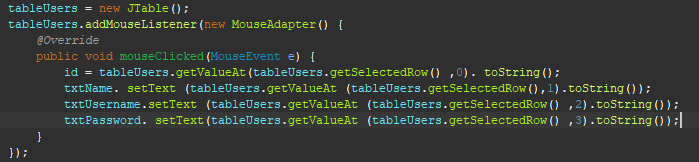 tableUsers = new JTable();
tableUsers.addMouseListener(new MouseAdapter() {
@Override
public void mouseClicked(MouseEvent e) {
id = tableUsers.getValueAt(tableUsers.getSelectedRow() ,0). toString();
txtName. setText (tableUsers.getValueAt (tableUsers.getSelectedRow(),1).toString());
txtUsername.setText (tableUsers.getValueAt (tableUsers.getSelectedRow() ,2).toString());
txtPassword. setText(tableUsers.getValueAt (tableUsers.getSelectedRow() ,3).toString());
}
});